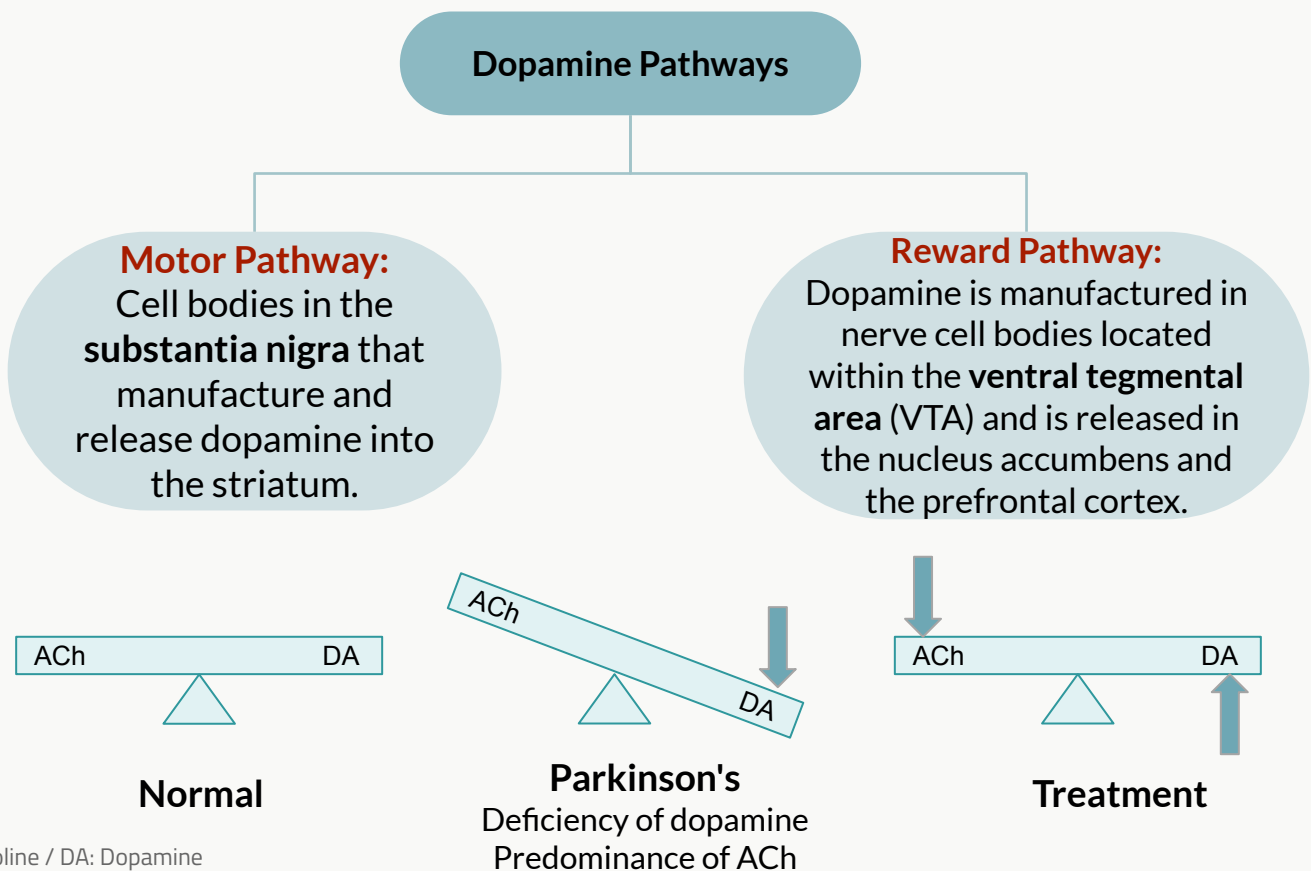 Dopamine Pathways
Motor Pathway:
Cell bodies in the
substantia nigra that
manufacture and
release dopamine into
the striatum.
Reward Pathway:
Dopamine is manufactured in
nerve cell bodies located
within the ventral tegmental
area (VTA) and is released in
the nucleus accumbens and
the prefrontal cortex.
ACh DA
Normal
ACh DA
Parkinson's
Deficiency of dopamine
Predominance of ACh
ACh DA
Treatment
/ DA: Dopamine